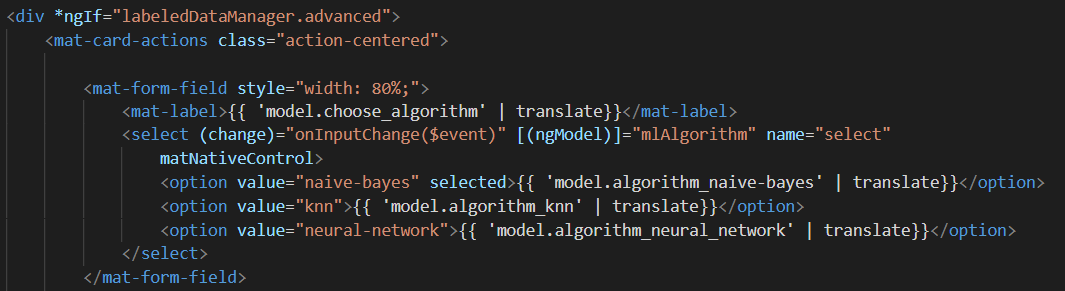 <div *ngIf="labeledDataManager.advanced">
<mat-card-actions class="action-centered">
<mat-form-field style="width: 80%;">
<mat-label>{{ 'model.choose_algorithm' | translate}}</mat-label>
<select (change)="onInputChange($event)" [(ngModel)]="mlAlgorithm" name="select"
matNativeControl>
<option value="naive-bayes" selected>{{ 'model.algorithm_naive-bayes' | translate}}</option>
<option value="knn">{{ 'model.algorithm_knn' | translate}}</option>
<option value="neural-network">{{ 'model.algorithm_neural_network' | translate}}</option>
</select>
</mat-form-field>